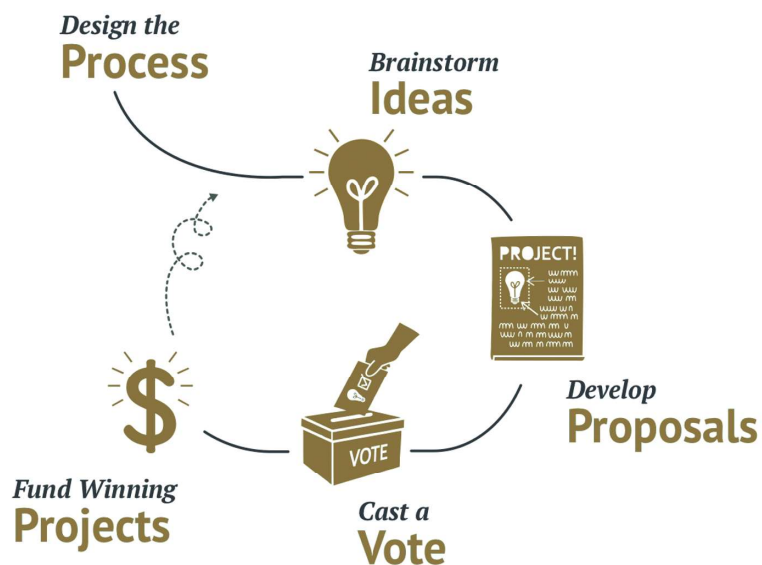 Design the
Process
Brainstorm
Ideas
PROJECT!
Develop
Proposals
VOTE
Cast a
Vote
Fund Winning
Projects